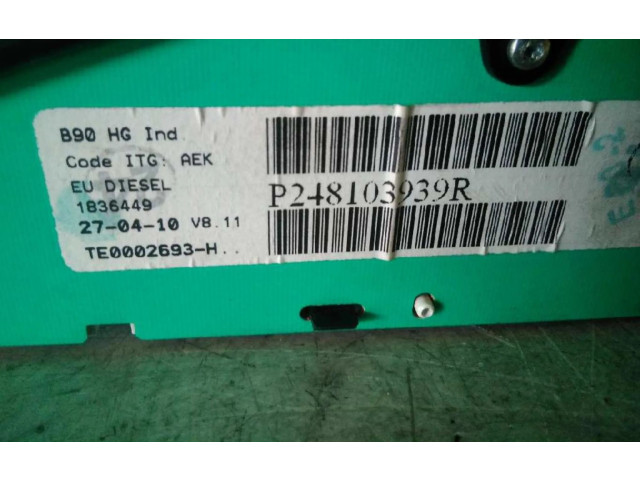 B90 HG Ind.
Code ITG: AEK
EU DIESEL
1836449
27-04-10 V8.11
TE0002693-H..
P248103939R